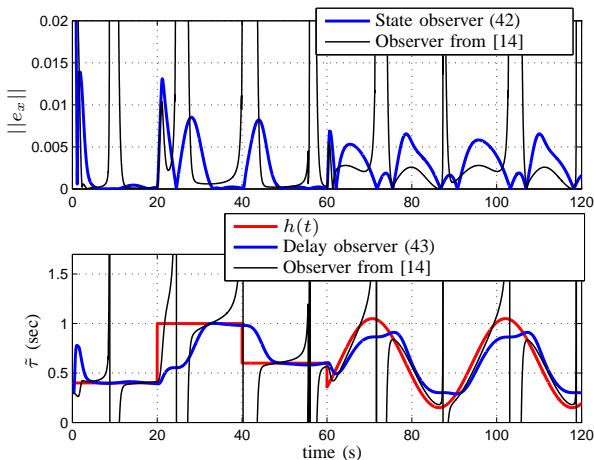 State observer (42)
Observer from [14]
||e_x||
0.02
0.015
0.01
0.005
0
0 20 40 60 80 100 120
h(t)
Delay observer (43)
Observer from [14]
τ̃ (sec)
1.5
1
0.5
0
0 20 40 60 80 100 120
time (s)